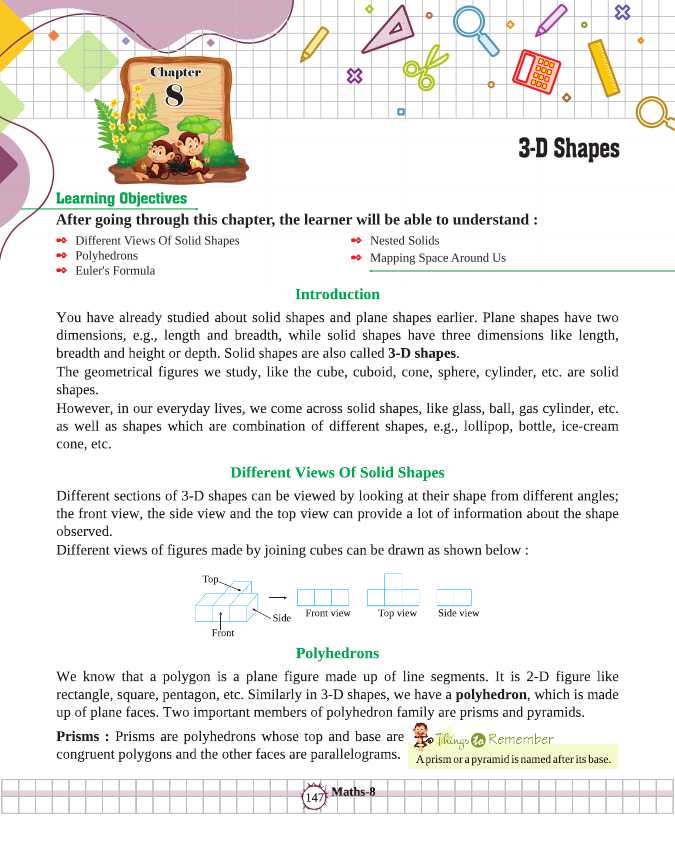 Chapter
8
3-D Shapes
Learning Objectives
After going through this chapter, the learner will be able to understand :
Different Views Of Solid Shapes
Polyhedrons
Euler's Formula
Nested Solids
Mapping Space Around Us
Introduction
You have already studied about solid shapes and plane shapes earlier. Plane shapes have two
dimensions, e.g., length and breadth, while solid shapes have three dimensions like length,
breadth and height or depth. Solid shapes are also called 3-D shapes.
The geometrical figures we study, like the cube, cuboid, cone, sphere, cylinder, etc. are solid
shapes.
However, in our everyday lives, we come across solid shapes, like glass, ball, gas cylinder, etc.
as well as shapes which are combination of different shapes, e.g., lollipop, bottle, ice-cream
cone, etc.
Different Views Of Solid Shapes
Different sections of 3-D shapes can be viewed by looking at their shape from different angles;
the front view, the side view and the top view can provide a lot of information about the shape
observed.
Different views of figures made by joining cubes can be drawn as shown below :
Top
Side
Front
Front view
Top view
Side view
Polyhedrons
We know that a polygon is a plane figure made up of line segments. It is 2-D figure like
rectangle, square, pentagon, etc. Similarly in 3-D shapes, we have a polyhedron, which is made
up of plane faces. Two important members of polyhedron family are prisms and pyramids.
Prisms : Prisms are polyhedrons whose top and base are
congruent polygons and the other faces are parallelograms.
Things to Remember
A prism or a pyramid is named after its base.
147
Maths-8